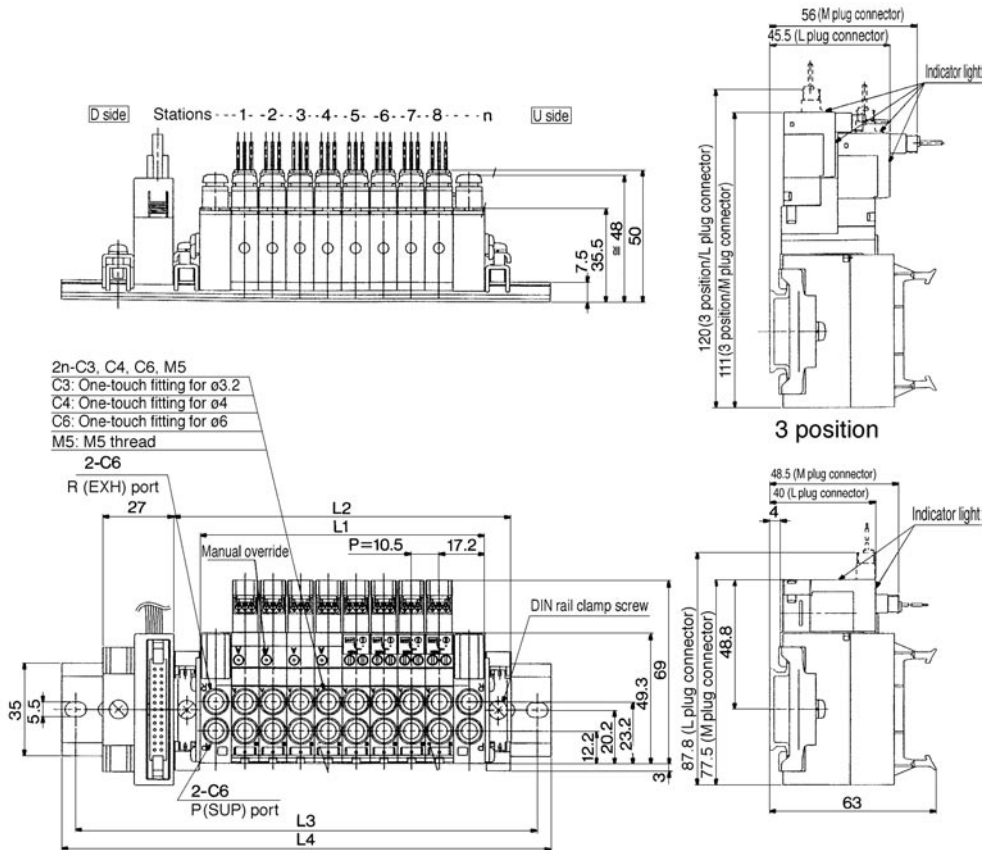 D side
Stations
1
2
3
4
5
6
7
8
n
U side
7.5
35.5
≅ 48
50
56 (M plug connector)
45.5 (L plug connector)
Indicator light
120 (3 position/L plug connector)
111 (3 position/M plug connector)
3 position
2n-C3, C4, C6, M5
C3: One-touch fitting for ø3.2
C4: One-touch fitting for ø4
C6: One-touch fitting for ø6
M5: M5 thread
2-C6
R (EXH) port
27
L2
L1
P=10.5
17.2
Manual override
DIN rail clamp screw
35
5.5
12.2
20.2
23.2
49.3
69
3
2-C6
P(SUP) port
L3
L4
48.5 (M plug connector)
40 (L plug connector)
4
Indicator light
87.8 (L plug connector)
77.5 (M plug connector)
48.8
63